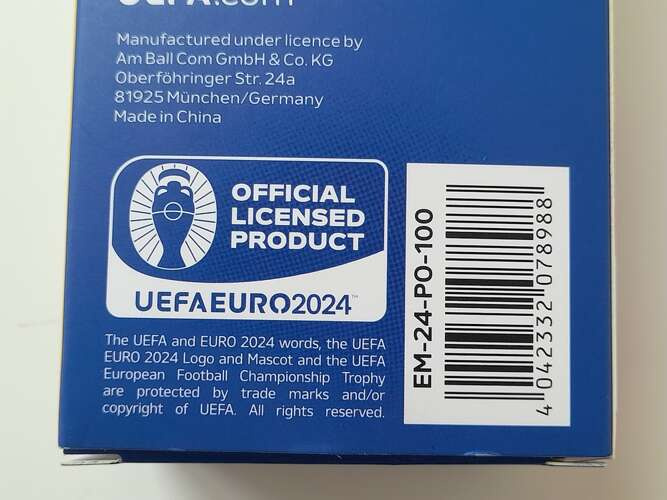 UEFA.com
Manufactured under licence by
Am Ball Com GmbH & Co. KG
Oberföhringer Str. 24a
81925 München/Germany
Made in China
OFFICIAL
LICENSED
PRODUCT
UEFAEURO2024™
The UEFA and EURO 2024 words, the UEFA
EURO 2024 Logo and Mascot and the UEFA
European Football Championship Trophy
are protected by trade marks and/or
copyright of UEFA. All rights reserved.
EM-24-PO-100
4 042332 078988